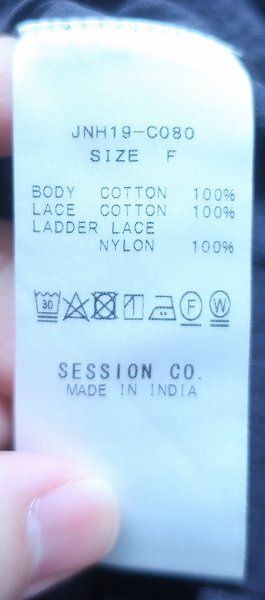 JNH19-C080
SIZE F
BODY COTTON 100%
LACE COTTON 100%
LADDER LACE
NYLON 100%
30 F W
SESSION CO.
MADE IN INDIA